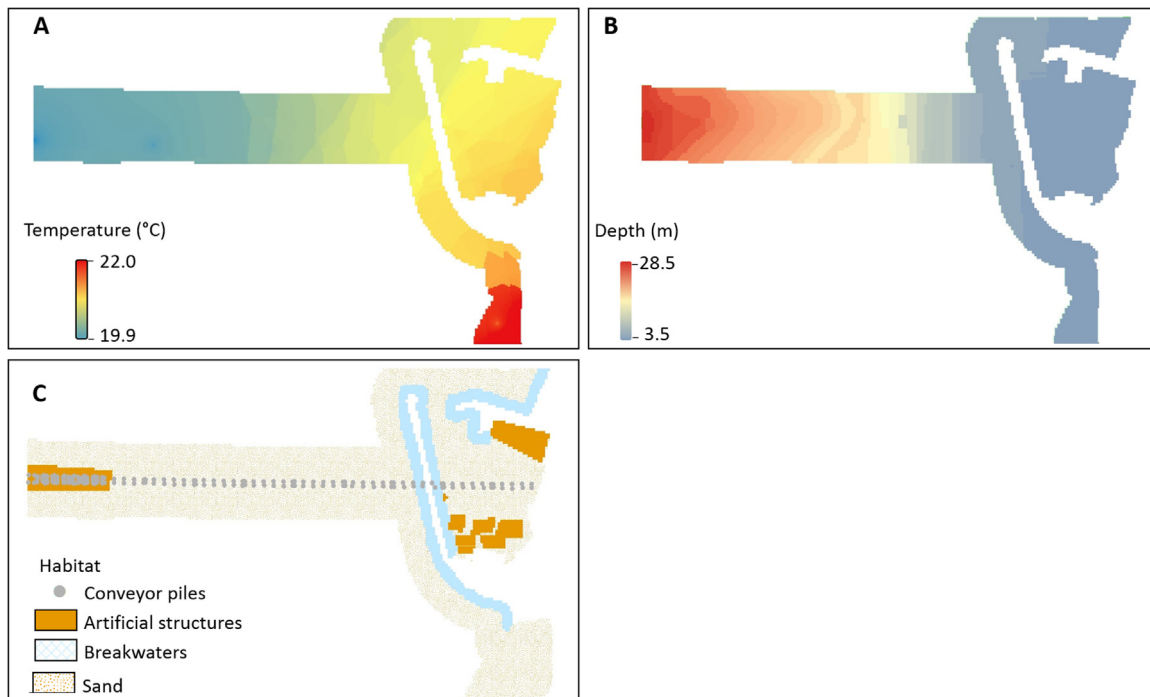 A
Temperature (°C)
22.0
19.9
B
Depth (m)
28.5
3.5
C
Habitat
Conveyor piles
Artificial structures
Breakwaters
Sand